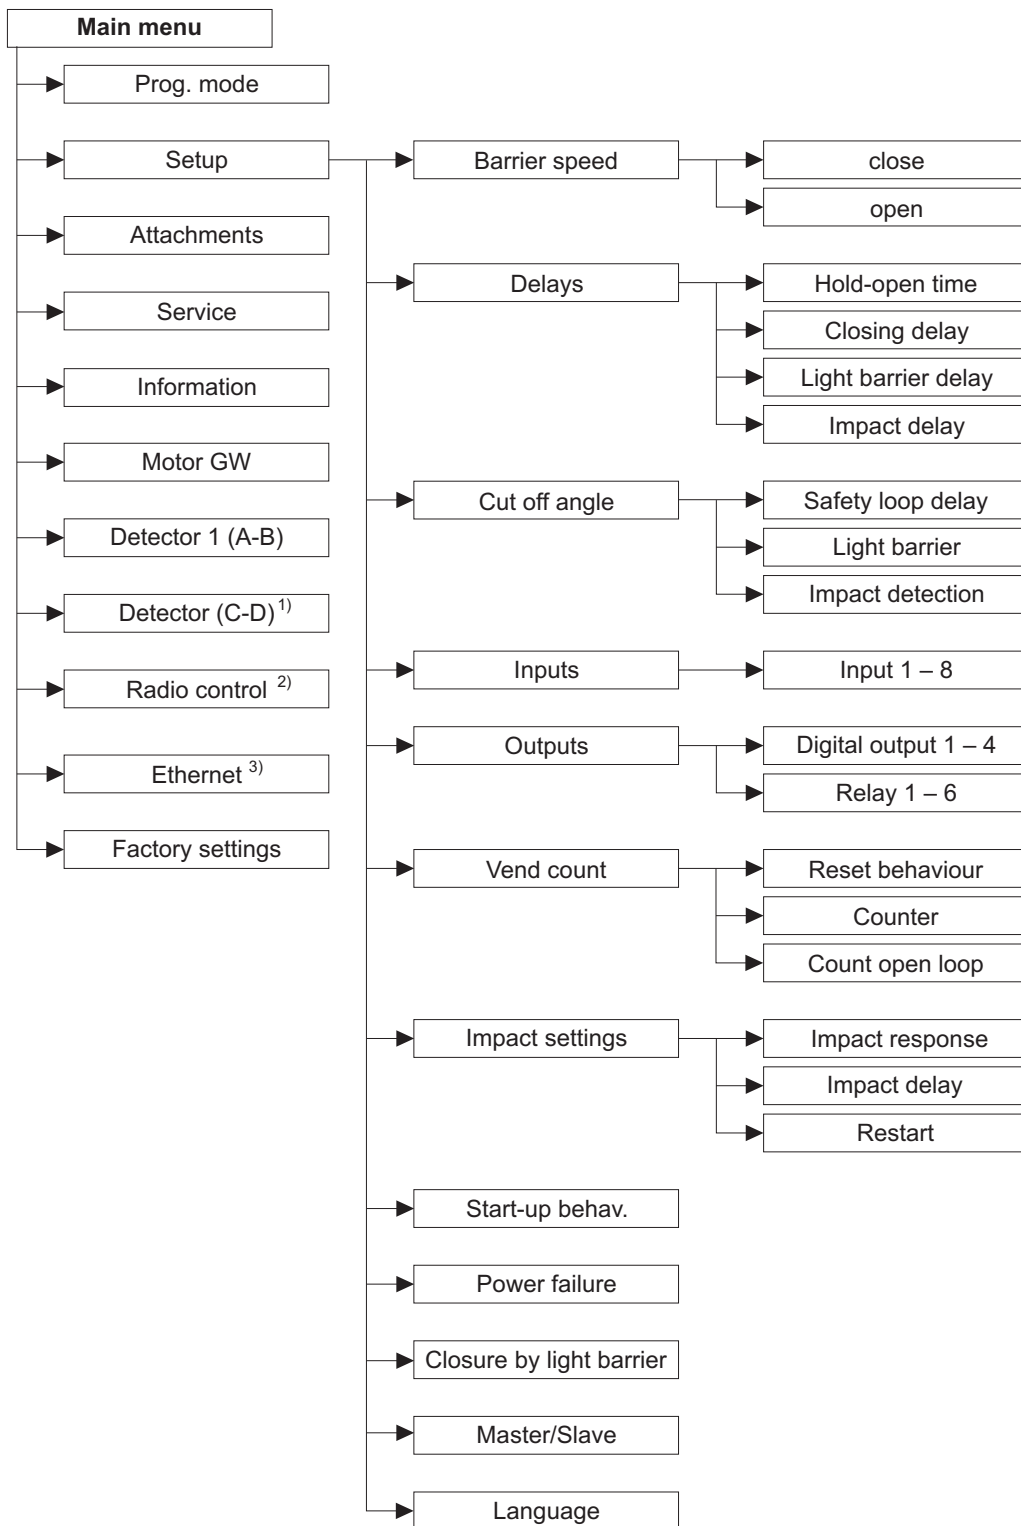 Main menu
Prog. mode
Setup
Attachments
Service
Information
Motor GW
Detector 1 (A-B)
Detector (C-D) 1)
Radio control 2)
Ethernet 3)
Factory settings
Barrier speed
close
open
Delays
Hold-open time
Closing delay
Light barrier delay
Impact delay
Cut off angle
Safety loop delay
Light barrier
Impact detection
Inputs
Input 1 – 8
Outputs
Digital output 1 – 4
Relay 1 – 6
Vend count
Reset behaviour
Counter
Count open loop
Impact settings
Impact response
Impact delay
Restart
Start-up behav.
Power failure
Closure by light barrier
Master/Slave
Language